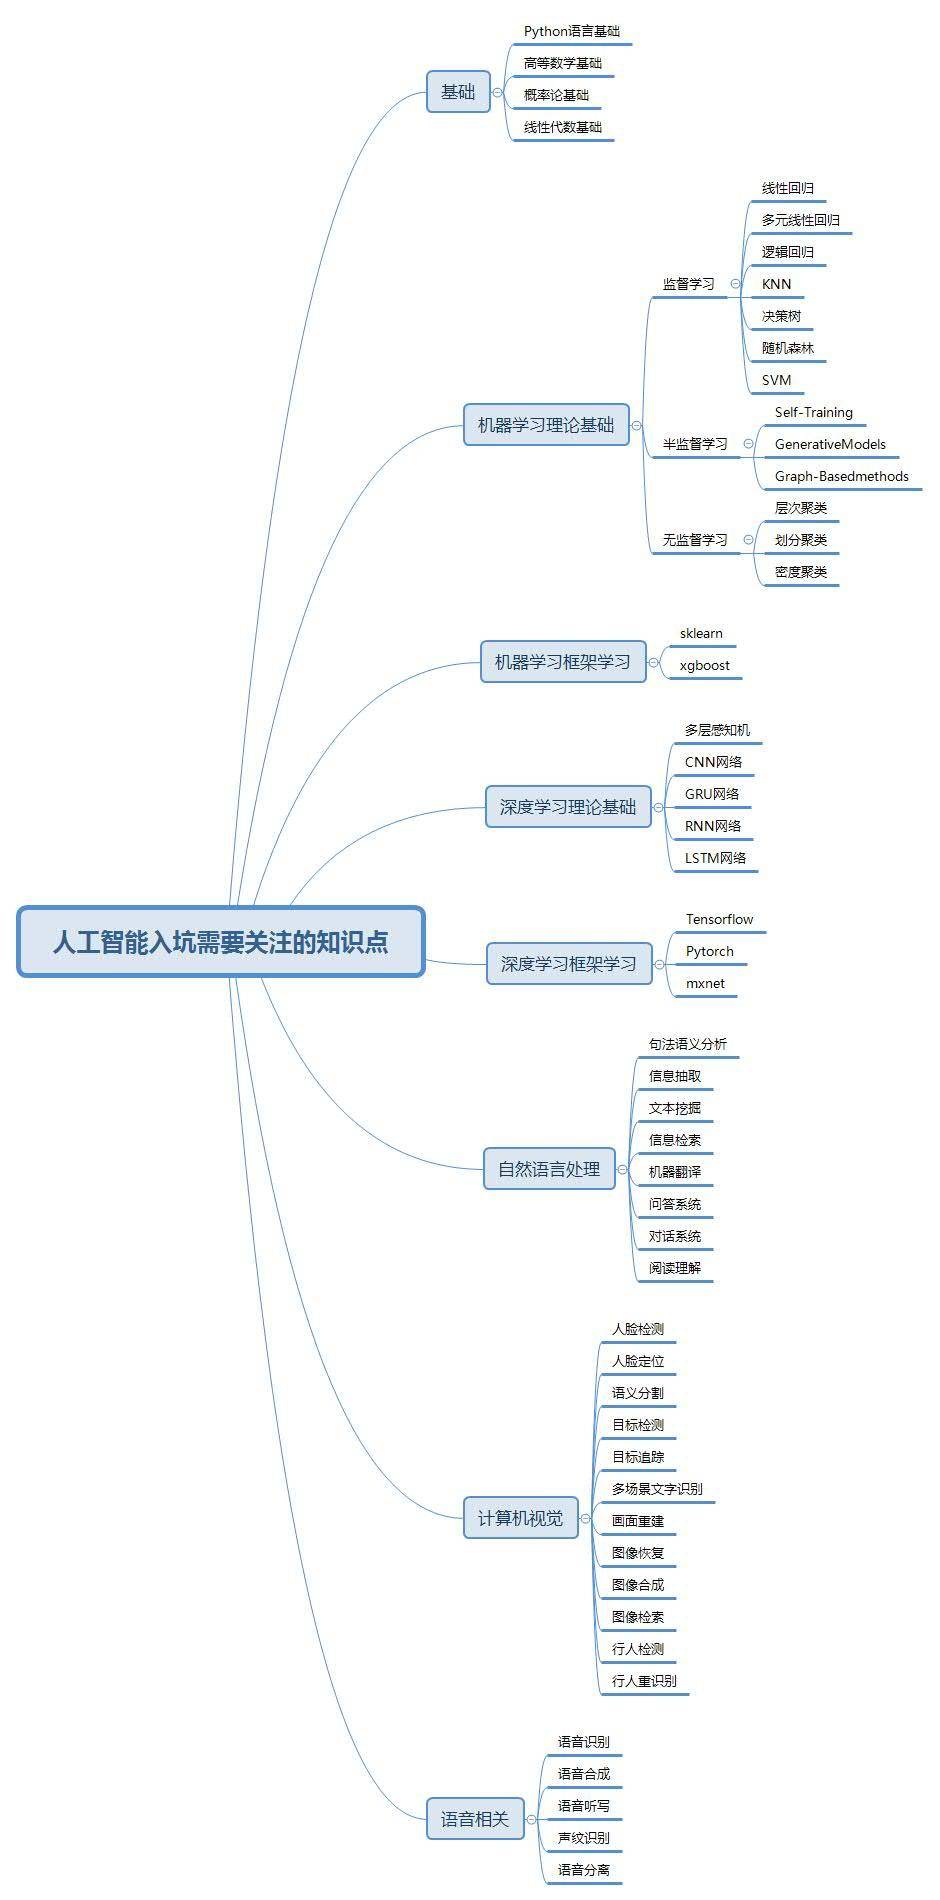 人工智能入坑需要关注的知识点
基础
Python语言基础
高等数学基础
概率论基础
线性代数基础
机器学习理论基础
监督学习
线性回归
多元线性回归
逻辑回归
KNN
决策树
随机森林
SVM
半监督学习
Self-Training
GenerativeModels
Graph-Basedmethods
无监督学习
层次聚类
划分聚类
密度聚类
机器学习框架学习
sklearn
xgboost
深度学习理论基础
多层感知机
CNN网络
GRU网络
RNN网络
LSTM网络
深度学习框架学习
Tensorflow
Pytorch
mxnet
自然语言处理
句法语义分析
信息抽取
文本挖掘
信息检索
机器翻译
问答系统
对话系统
阅读理解
计算机视觉
人脸检测
人脸定位
语义分割
目标检测
目标追踪
多场景文字识别
画面重建
图像恢复
图像合成
图像检索
行人检测
行人重识别
语音相关
语音识别
语音合成
语音听写
声纹识别
语音分离